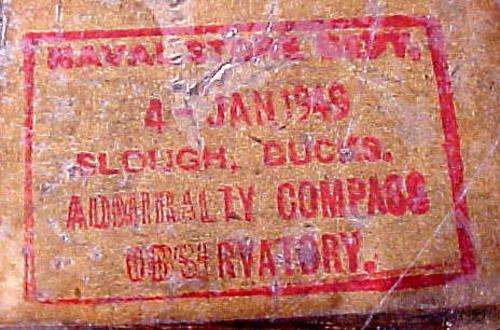 NAVAL STORE DEPT.
4 - JAN 1949
SLOUGH, BUCKS.
ADMIRALTY COMPASS
OBSERVATORY.